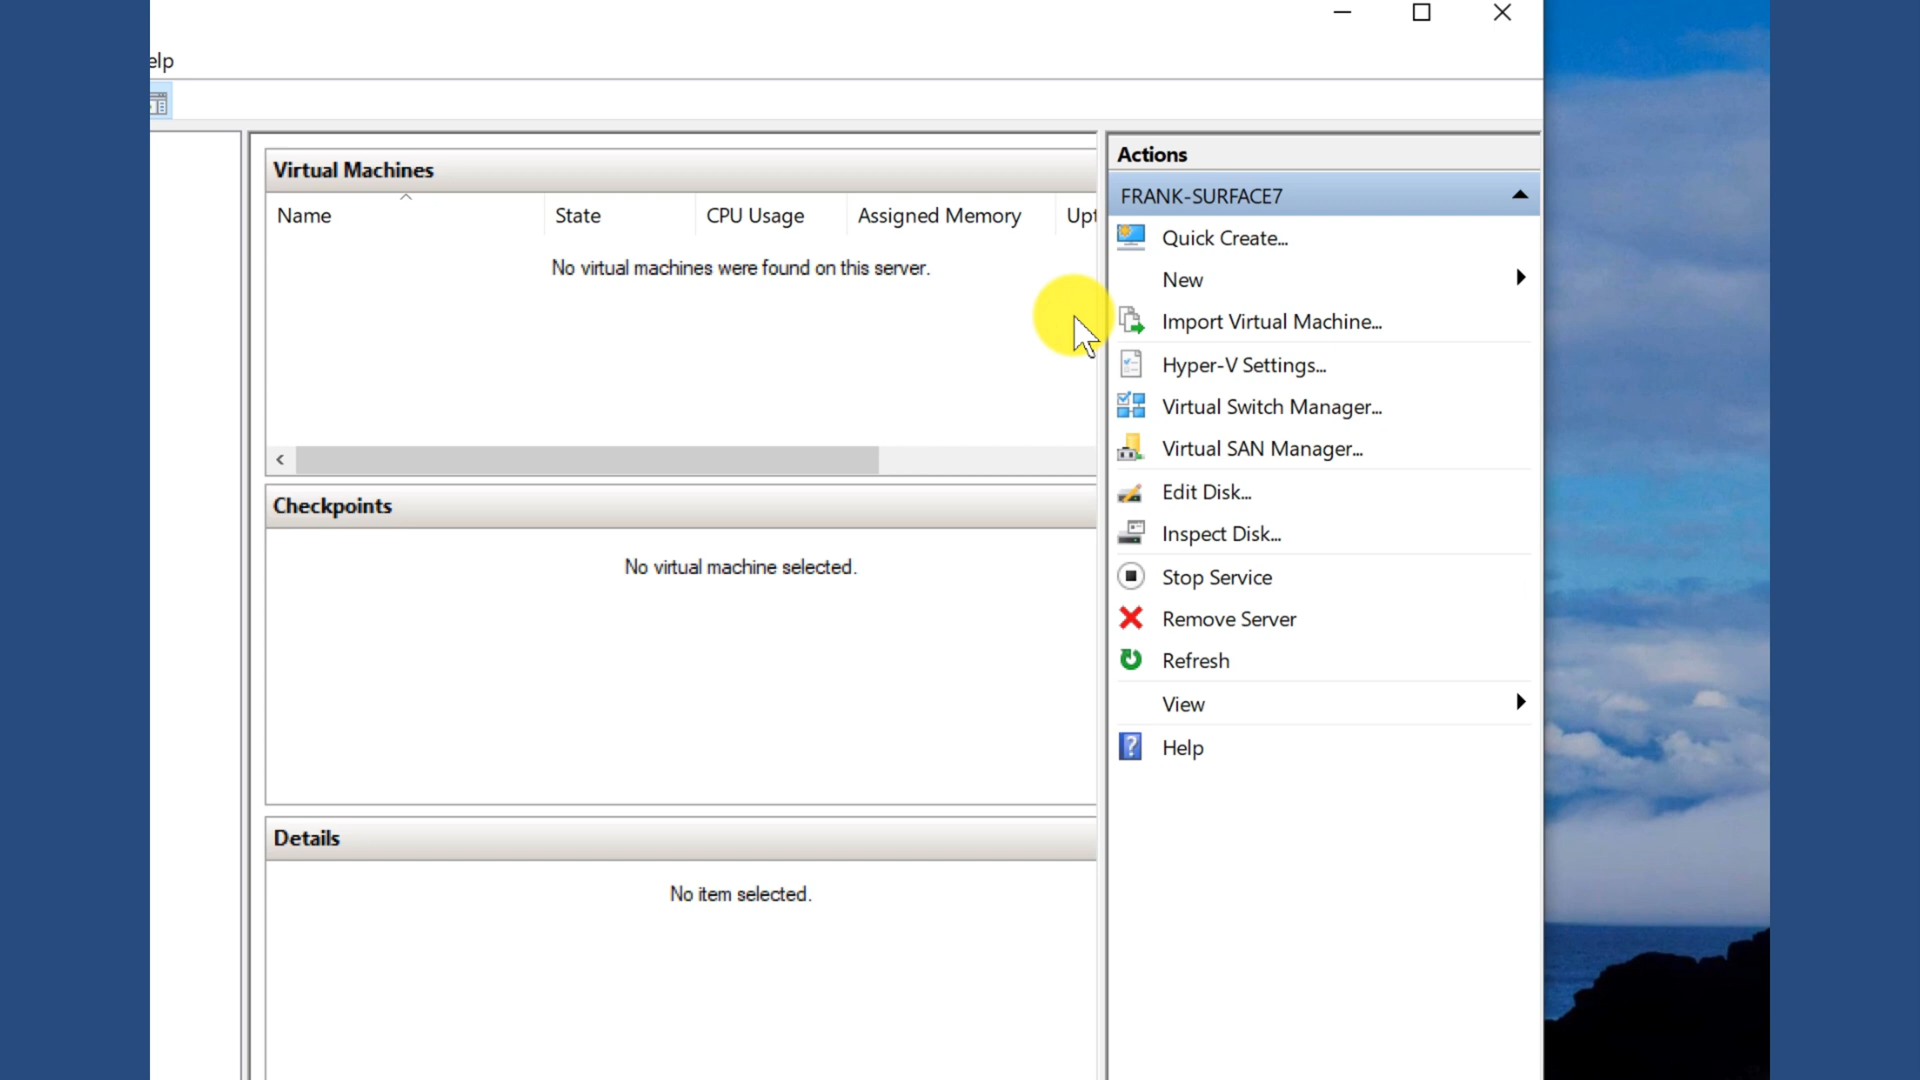 elp
Virtual Machines
Name State CPU Usage Assigned Memory Upt
No virtual machines were found on this server.
Checkpoints
No virtual machine selected.
Details
No item selected.
Actions
FRANK-SURFACE7
Quick Create...
New
Import Virtual Machine...
Hyper-V Settings...
Virtual Switch Manager...
Virtual SAN Manager...
Edit Disk...
Inspect Disk...
Stop Service
Remove Server
Refresh
View
Help